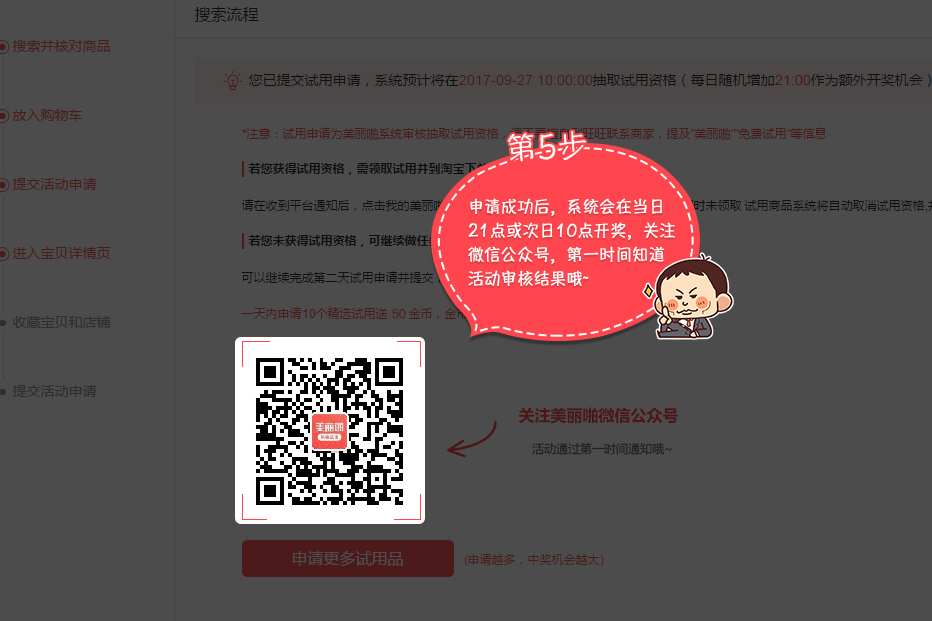 搜索流程
搜索并核对商品
您已提交试用申请，系统预计将在2017-09-27 10:00:00抽取试用资格（每日随机增加21:00作为额外开奖机会）
放入购物车
*注意：试用申请为美丽啪系统审核抽取试用资格，
旺旺联系商家，提及"美丽啪""免费试用"等信息
第5步
若您获得试用资格，需领取试用并到淘宝下
提交活动申请
请在收到平台通知后，点击我的美丽
时未领取 试用商品系统将自动取消试用资格,
申请成功后，系统会在当日
21点或次日10点开奖，关注
微信公众号，第一时间知道
活动审核结果哦~
若您未获得试用资格，可继续做任
进入宝贝详情页
可以继续完成第二天试用申请并提交
一天内申请10个精选试用送 50 金币，金
收藏宝贝和店铺
美丽啪
提交活动申请
关注美丽啪微信公众号
活动通过第一时间通知哦~
申请更多试用品
(申请越多，中奖机会越大)